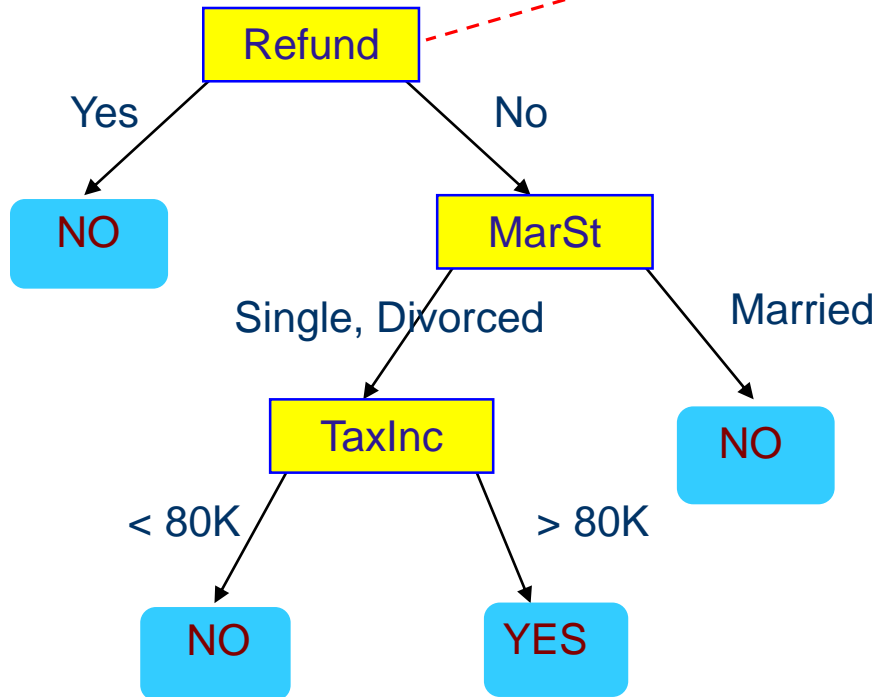 Refund
Yes
No
NO
MarSt
Single, Divorced
Married
TaxInc
NO
< 80K
> 80K
NO
YES